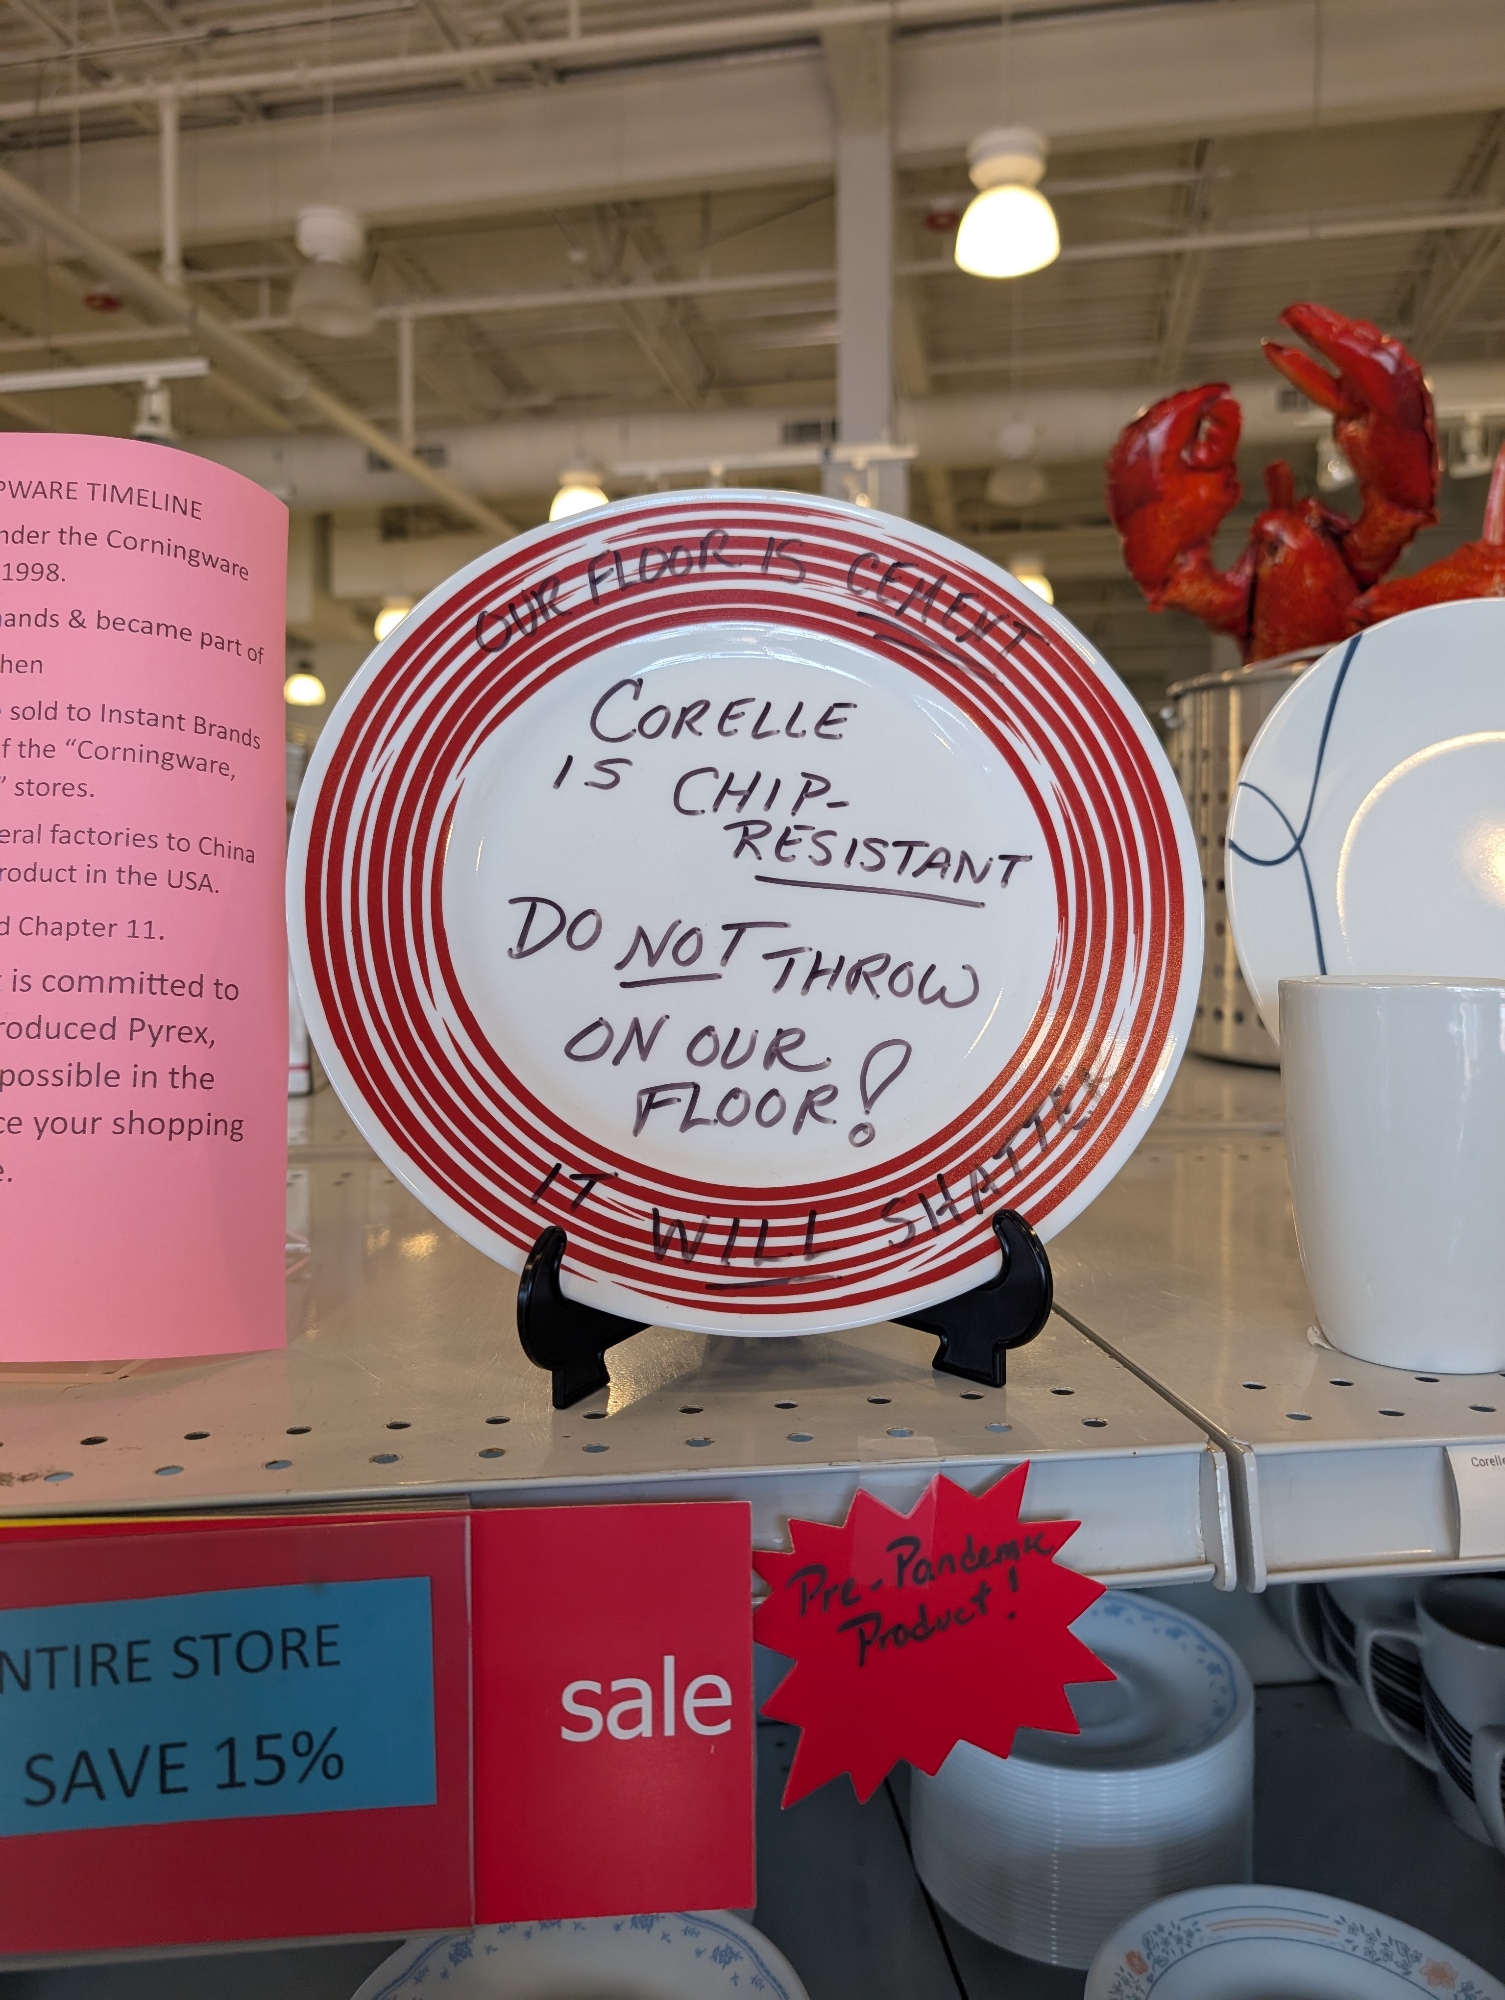 PWARE TIMELINE
nder the Corningware
1998.
ands & became part of
hen
sold to Instant Brands
f the "Corningware,
" stores.
eral factories to China
roduct in the USA.
d Chapter 11.
t is committed to
roduced Pyrex,
possible in the
ce your shopping
e.
OUR FLOOR IS CEMENT
CORELLE
IS CHIP-
RESISTANT
DO NOT THROW
ON OUR
FLOOR!
IT WILL SHATTER
Corelle
NTIRE STORE
SAVE 15%
sale
Pre-Pandemic
Product!